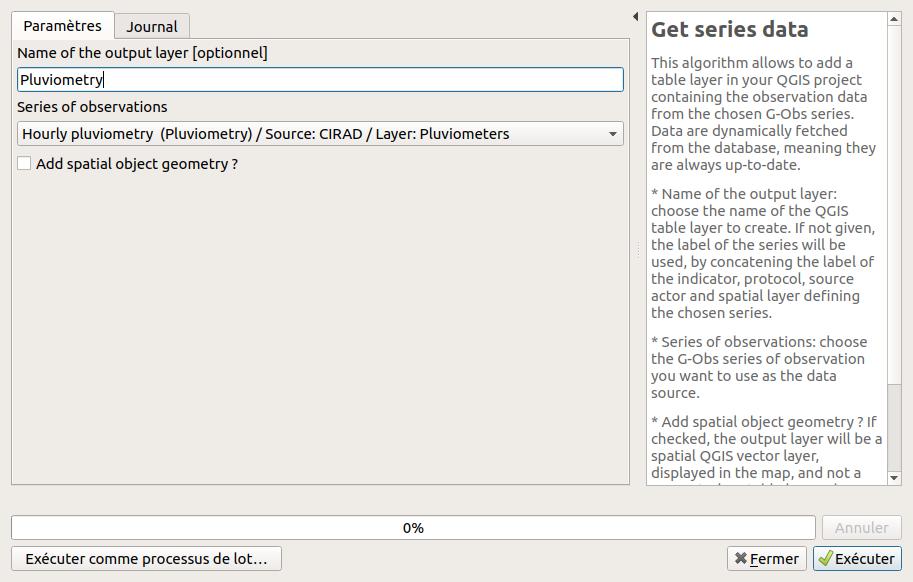 Paramètres
Journal
Name of the output layer [optionnel]
Pluviometry
Series of observations
Hourly pluviometry (Pluviometry) / Source: CIRAD / Layer: Pluviometers
Add spatial object geometry ?
Get series data
This algorithm allows to add a
table layer in your QGIS project
containing the observation data
from the chosen G-Obs series.
Data are dynamically fetched
from the database, meaning they
are always up-to-date.
* Name of the output layer:
choose the name of the QGIS
table layer to create. If not given,
the label of the series will be
used, by concatening the label of
the indicator, protocol, source
actor and spatial layer defining
the chosen series.
* Series of observations: choose
the G-Obs series of observation
you want to use as the data
source.
* Add spatial object geometry ? If
checked, the output layer will be a
spatial QGIS vector layer,
displayed in the map, and not a
0%
Annuler
Exécuter comme processus de lot...
Fermer
Exécuter